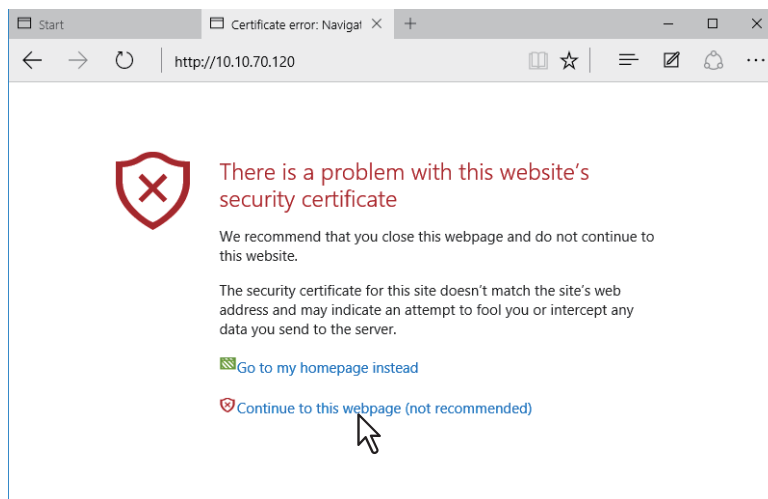 Start
Certificate error: Navigat
http://10.10.70.120
There is a problem with this website's
security certificate
We recommend that you close this webpage and do not continue to
this website.
The security certificate for this site doesn't match the site's web
address and may indicate an attempt to fool you or intercept any
data you send to the server.
Go to my homepage instead
Continue to this webpage (not recommended)